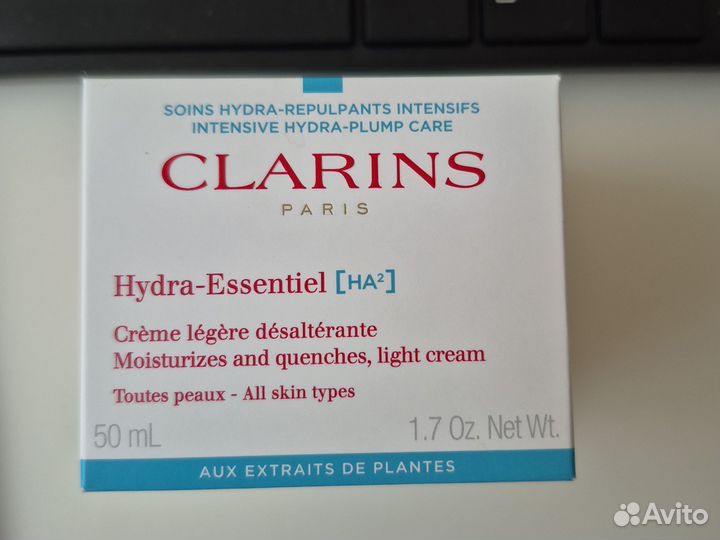 SOINS HYDRA-REPULPANTS INTENSIFS
INTENSIVE HYDRA-PLUMP CARE
CLARINS
PARIS
Hydra-Essentiel [HA²]
Crème légère désaltérante
Moisturizes and quenches, light cream
Toutes peaux - All skin types
50 mL 1.7 Oz. Net Wt.
AUX EXTRAITS DE PLANTES
Avito